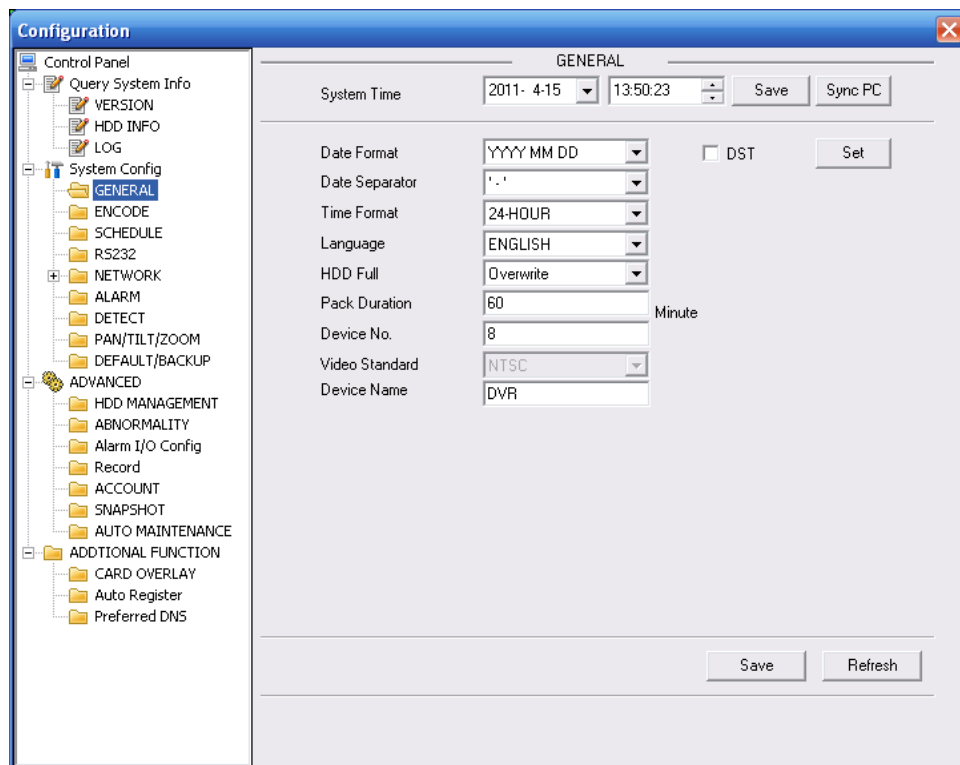 Configuration
Control Panel
Query System Info
VERSION
HDD INFO
LOG
System Config
GENERAL
ENCODE
SCHEDULE
RS232
NETWORK
ALARM
DETECT
PAN/TILT/ZOOM
DEFAULT/BACKUP
ADVANCED
HDD MANAGEMENT
ABNORMALITY
Alarm I/O Config
Record
ACCOUNT
SNAPSHOT
AUTO MAINTENANCE
ADDTIONAL FUNCTION
CARD OVERLAY
Auto Register
Preferred DNS
GENERAL
System Time 2011- 4-15 13:50:23 Save Sync PC
Date Format YYYY MM DD DST Set
Date Separator '-'
Time Format 24-HOUR
Language ENGLISH
HDD Full Overwrite
Pack Duration 60 Minute
Device No. 8
Video Standard NTSC
Device Name DVR
Save Refresh